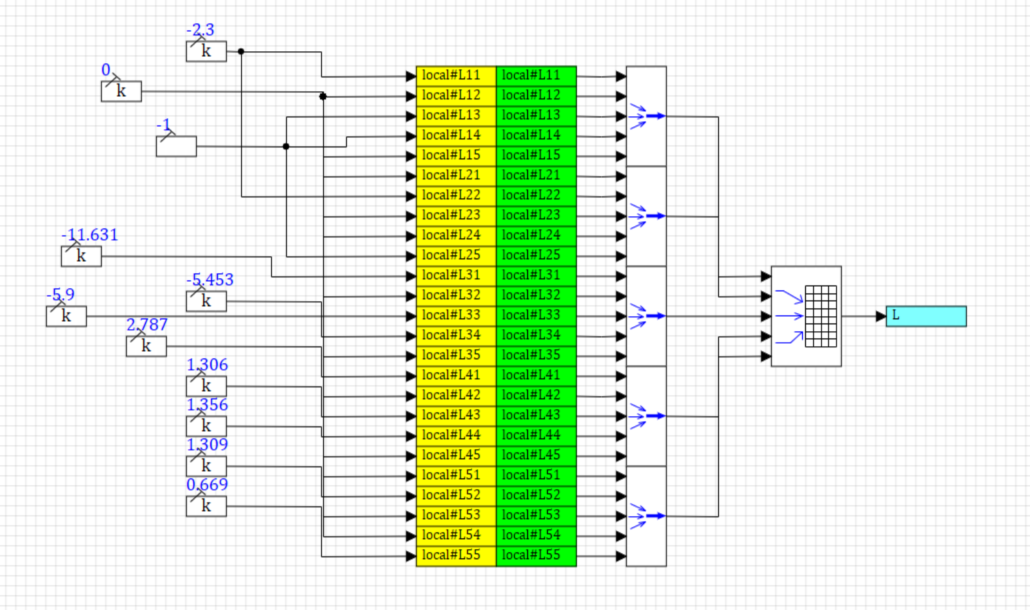 -2.3
k
0
k
-1
-11.631
k
-5.453
k
-5.9
k
2.787
k
1.306
k
1.356
k
1.309
k
0.669
k
local#L11 local#L11
local#L12 local#L12
local#L13 local#L13
local#L14 local#L14
local#L15 local#L15
local#L21 local#L21
local#L22 local#L22
local#L23 local#L23
local#L24 local#L24
local#L25 local#L25
local#L31 local#L31
local#L32 local#L32
local#L33 local#L33
local#L34 local#L34
local#L35 local#L35
local#L41 local#L41
local#L42 local#L42
local#L43 local#L43
local#L44 local#L44
local#L45 local#L45
local#L51 local#L51
local#L52 local#L52
local#L53 local#L53
local#L54 local#L54
local#L55 local#L55
L